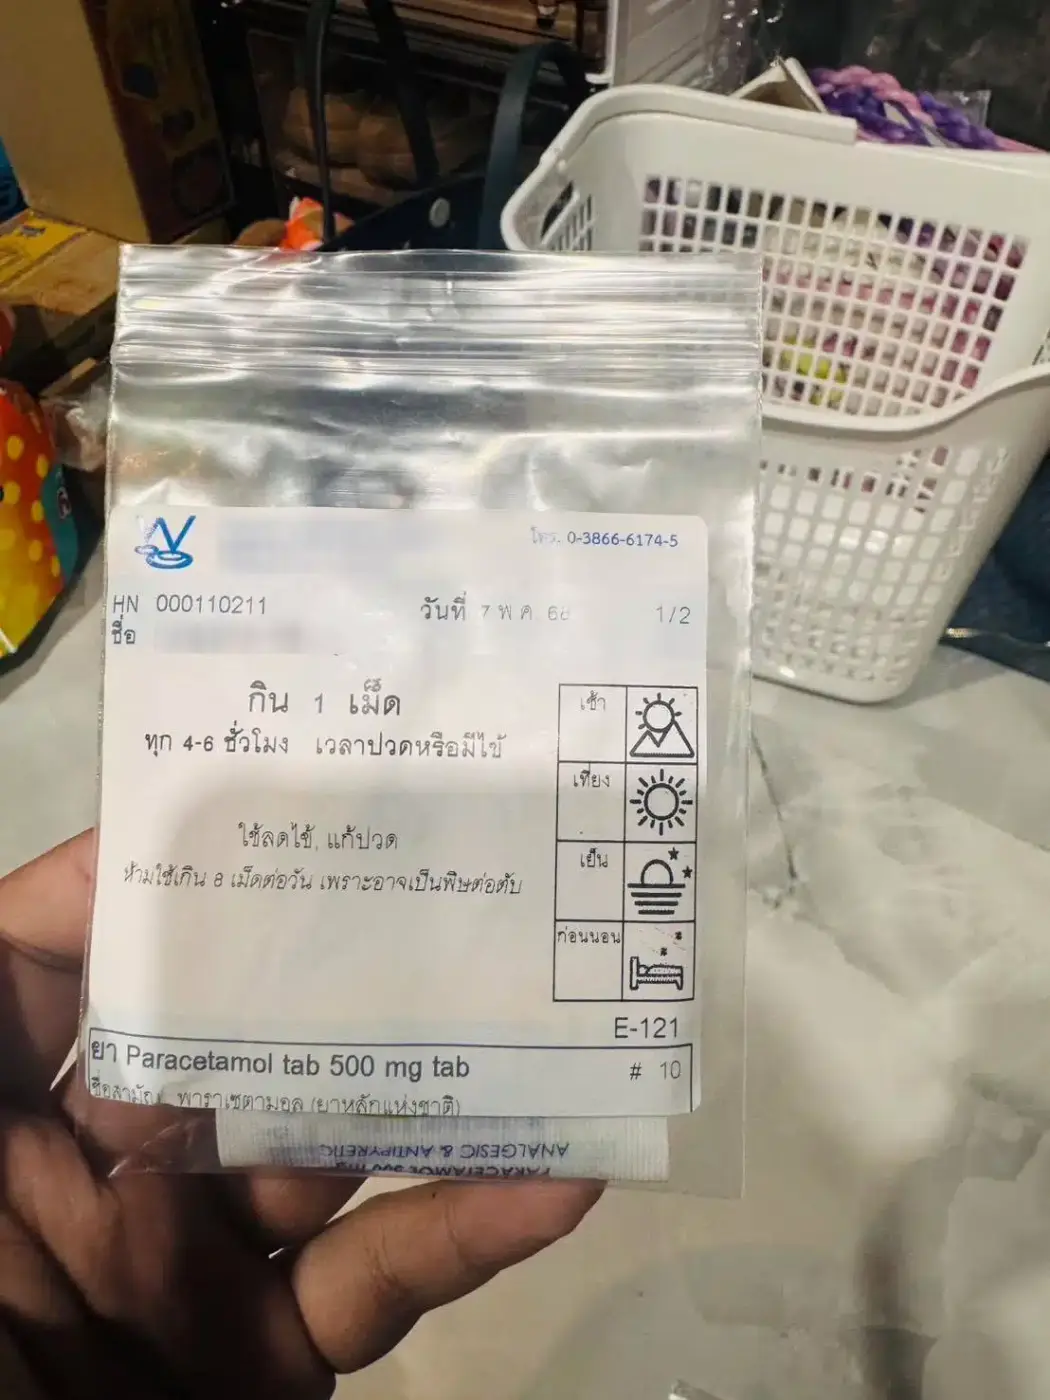 โทร. 0-3866-6174-5
HN 000110211
วันที่ 7 พ.ค. 68 1/2
ชื่อ
กิน 1 เม็ด
ทุก 4-6 ชั่วโมง เวลาปวดหรือมีไข้
ใช้ลดไข้, แก้ปวด
ห้ามใช้เกิน 8 เม็ดต่อวัน เพราะอาจเป็นพิษต่อตับ
เช้า
เที่ยง
เย็น
ก่อนนอน
E-121
ยา Paracetamol tab 500 mg tab # 10
ชื่อสามัญ พาราเซตามอล (ยาหลักแห่งชาติ)
ANALGESIC & ANTIPYRETIC
PARACETAMOL 500 mg